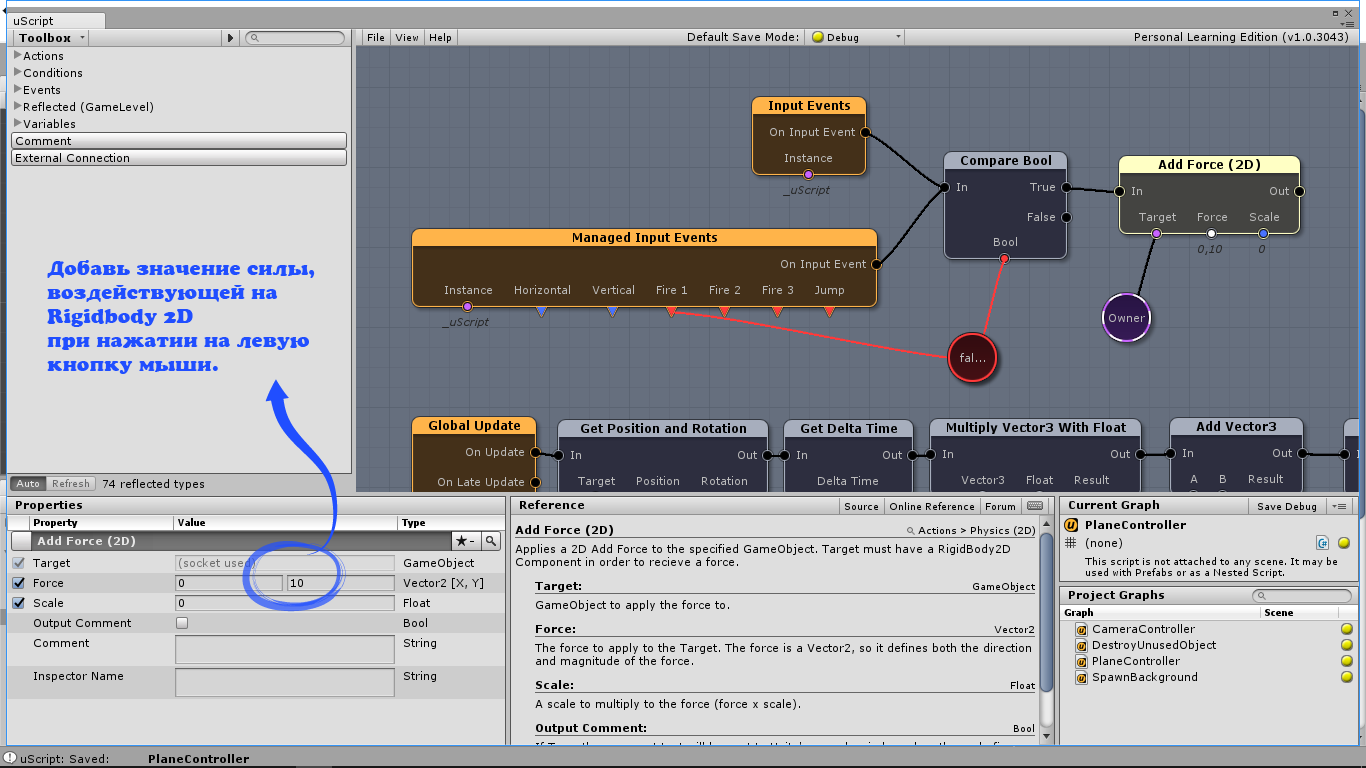 uScript
Toolbox
File View Help
Default Save Mode: Debug
Personal Learning Edition (v1.0.3043)
Actions
Conditions
Events
Reflected (GameLevel)
Variables
Comment
External Connection
Добавь значение силы,
воздействующей на
Rigidbody 2D
при нажатии на левую
кнопку мыши.
Auto Refresh 74 reflected types
Input Events
On Input Event
Instance
_uScript
Managed Input Events
On Input Event
Instance Horizontal Vertical Fire 1 Fire 2 Fire 3 Jump
_uScript
Compare Bool
In True
False
Bool
fal...
Add Force (2D)
In Out
Target Force Scale
0,10 0
Owner
Global Update
On Update
On Late Update
Get Position and Rotation
In Out
Target Position Rotation
Get Delta Time
In Out
Delta Time
Multiply Vector3 With Float
In Out
Vector3 Float Result
Add Vector3
In Out
A B Result
In
Properties
Property Value Type
Add Force (2D)
Target (socket used) GameObject
Force 0 10 Vector2 [X, Y]
Scale 0 Float
Output Comment Bool
Comment String
Inspector Name String
Reference Source Online Reference Forum
Add Force (2D) Actions > Physics (2D)
Applies a 2D Add Force to the specified GameObject. Target must have a RigidBody2D
Component in order to recieve a force.
Target: GameObject
GameObject to apply the force to.
Force: Vector2
The force to apply to the Target. The force is a Vector2, so it defines both the direction
and magnitude of the force.
Scale: Float
A scale to multiply to the force (force x scale).
Output Comment: Bool
Current Graph Save Debug
PlaneController
(none)
This script is not attached to any scene. It may be
used with Prefabs or as a Nested Script.
Project Graphs
Graph Scene
CameraController
DestroyUnusedObject
PlaneController
SpawnBackground
uScript: Saved: PlaneController